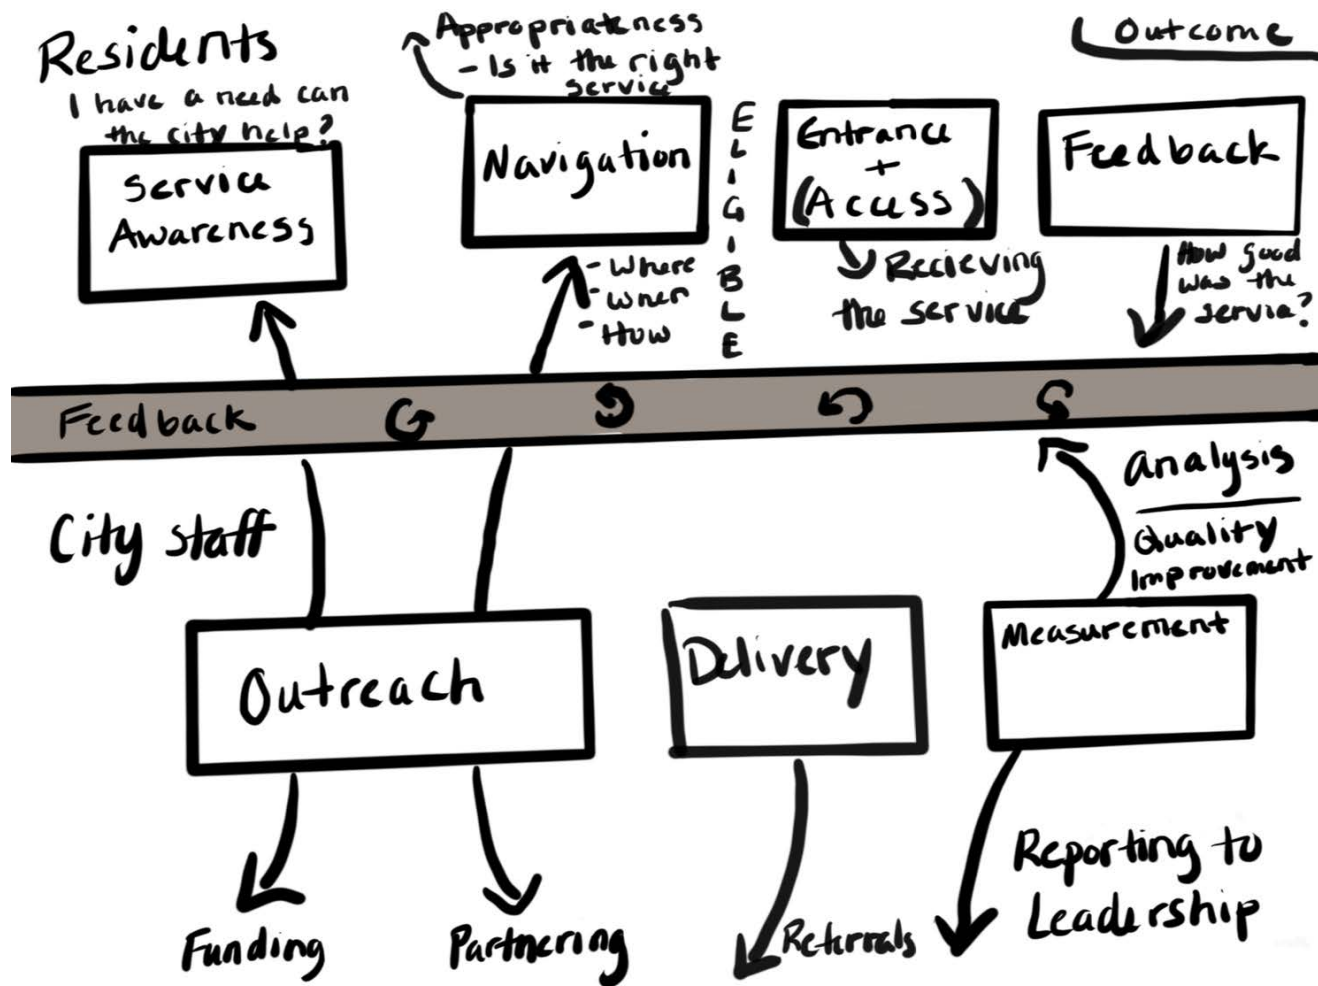 Residents
I have a need can
the city help?
Service
Awareness
Appropriateness
- Is it the right
service
Navigation
- Where
- When
- How
ELIGIBLE
Entrance
+
(Access)
Recieving
the service
Outcome
Feedback
How good
was the
servie?
Feedback
City staff
Outreach
Funding
Partnering
Delivery
Referrals
analysis
Quality
Improvement
Measurement
Reporting to
Leadership